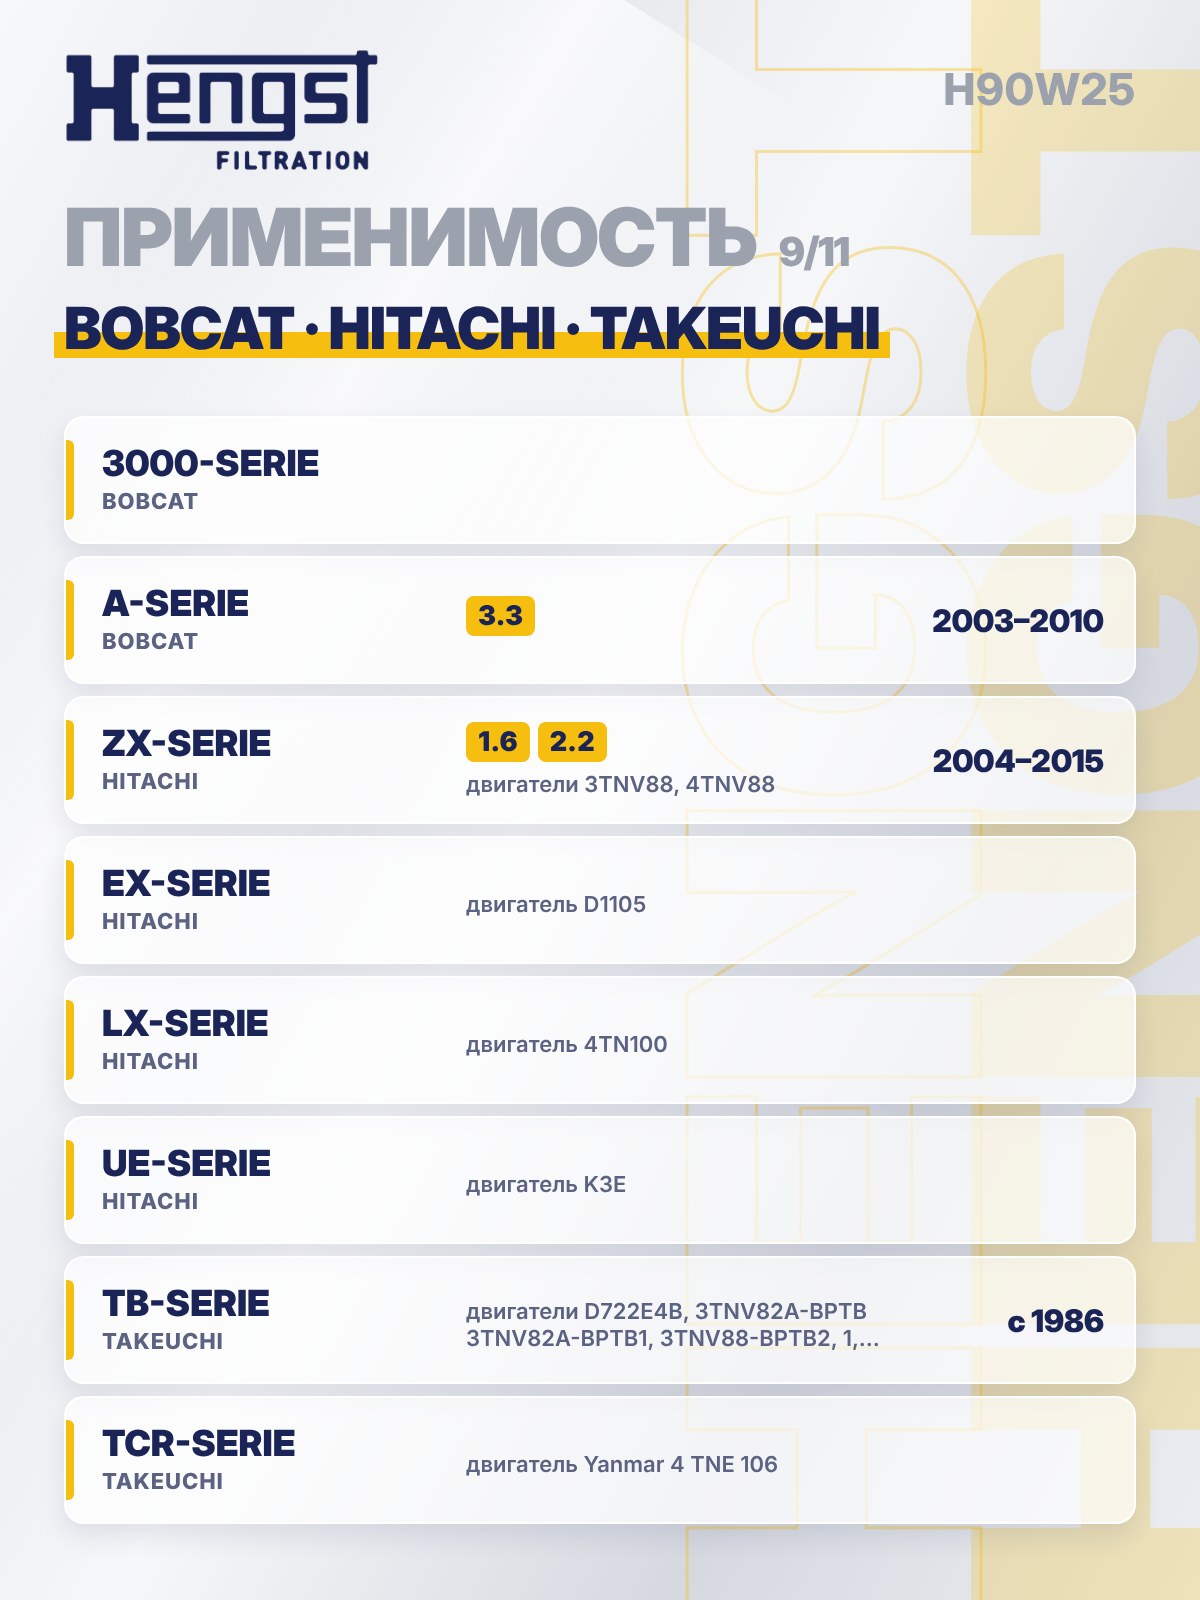 Hengst
FILTRATION
H90W25
ПРИМЕНИМОСТЬ 9/11
BOBCAT · HITACHI · TAKEUCHI
3000-SERIE
BOBCAT
A-SERIE
BOBCAT
3.3
2003–2010
ZX-SERIE
HITACHI
1.6 2.2
двигатели 3TNV88, 4TNV88
2004–2015
EX-SERIE
HITACHI
двигатель D1105
LX-SERIE
HITACHI
двигатель 4TN100
UE-SERIE
HITACHI
двигатель K3E
TB-SERIE
TAKEUCHI
двигатели D722E4B, 3TNV82A-BPTB
3TNV82A-BPTB1, 3TNV88-BPTB2, 1,...
с 1986
TCR-SERIE
TAKEUCHI
двигатель Yanmar 4 TNE 106
HENGST
HENGST